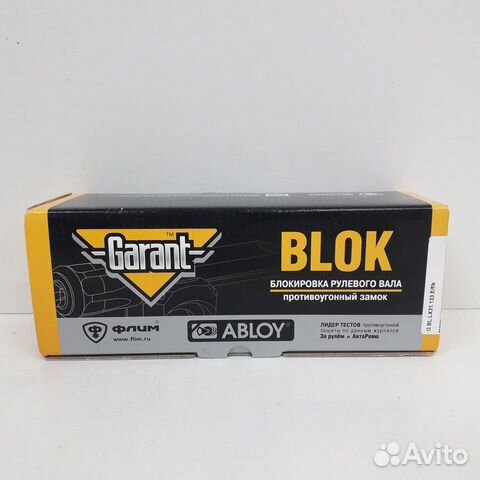 Garant
TM
BLOK
БЛОКИРОВКА РУЛЕВОГО ВАЛА
противоугонный замок
ФЛИМ
www.flim.ru
ABLOY
ЛИДЕР ТЕСТОВ противоугонной
защиты по данным журналов
За рулём и АвтоРевю
Avito